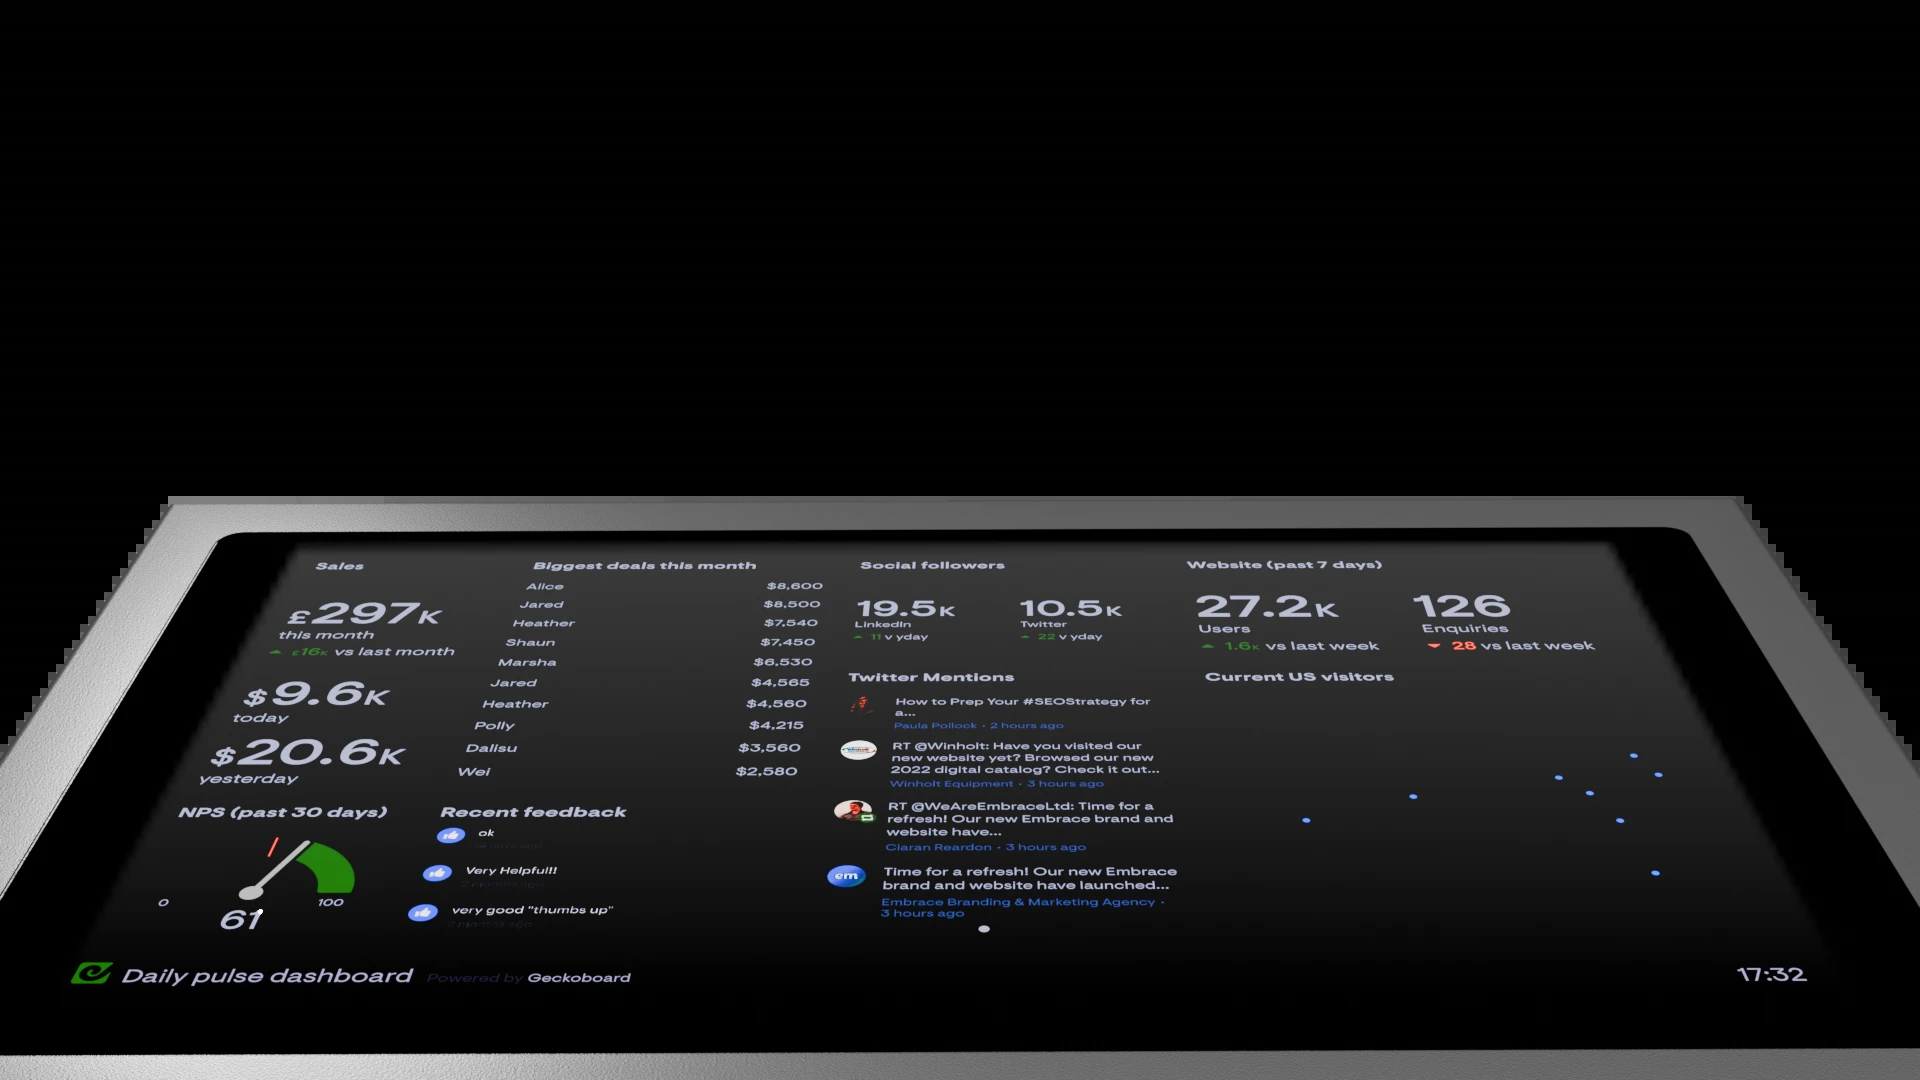 Sales
£297K
this month
£16K vs last month
$9.6K
today
$20.6K
yesterday
Biggest deals this month
Alice $8,600
Jared $8,500
Heather $7,540
Shaun $7,450
Marsha $6,530
Jared $4,565
Heather $4,560
Polly $4,215
Dalisu $3,560
Wei $2,580
Social followers
19.5K
LinkedIn
11 v yday
10.5K
Twitter
22 v yday
Website (past 7 days)
27.2K
Users
1.6K vs last week
126
Enquiries
28 vs last week
Twitter Mentions
How to Prep Your #SEOStrategy for
a...
Paula Pollock · 2 hours ago
RT @Winholt: Have you visited our
new website yet? Browsed our new
2022 digital catalog? Check it out...
Winholt Equipment · 3 hours ago
RT @WeAreEmbraceLtd: Time for a
refresh! Our new Embrace brand and
website have...
Ciaran Reardon · 3 hours ago
em
Time for a refresh! Our new Embrace
brand and website have launched...
Embrace Branding & Marketing Agency ·
3 hours ago
Current US visitors
NPS (past 30 days)
0
100
61
Recent feedback
ok
Very Helpful!!
2 months ago
very good "thumbs up"
2 months ago
Daily pulse dashboard
Powered by Geckoboard
17:32